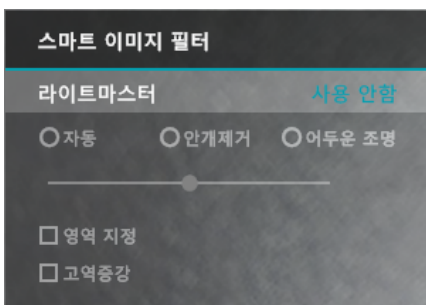 스마트 이미지 필터
라이트마스터 사용 안함
자동 안개제거 어두운 조명
영역 지정
고역중강